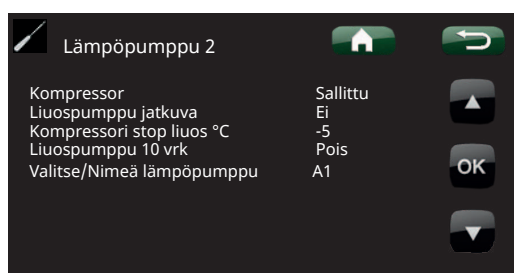 Lämpöpumppu 2
Kompressor Sallittu
Liuospumppu jatkuva Ei
Kompressori stop liuos °C -5
Liuospumppu 10 vrk Pois
Valitse/Nimeä lämpöpumppu A1
OK